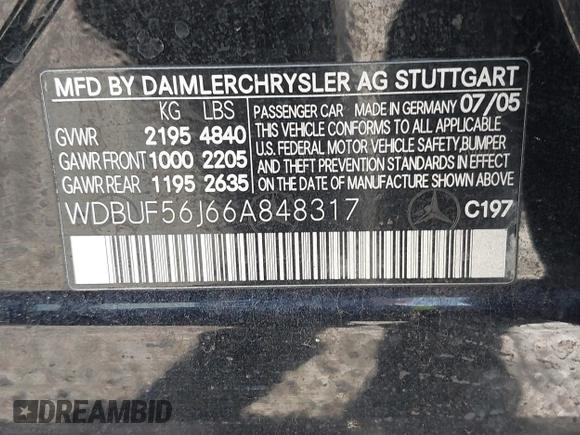 MFD BY DAIMLERCHRYSLER AG STUTTGART
KG LBS
GVWR 2195 4840
GAWR FRONT 1000 2205
GAWR REAR 1195 2635
PASSENGER CAR MADE IN GERMANY 07/05
THIS VEHICLE CONFORMS TO ALL APPLICABLE
U.S. FEDERAL MOTOR VEHICLE SAFETY,BUMPER
AND THEFT PREVENTION STANDARDS IN EFFECT
ON THE DATE OF MANUFACTURE SHOWN ABOVE
WDBUF56J66A848317
C197
DREAMBID